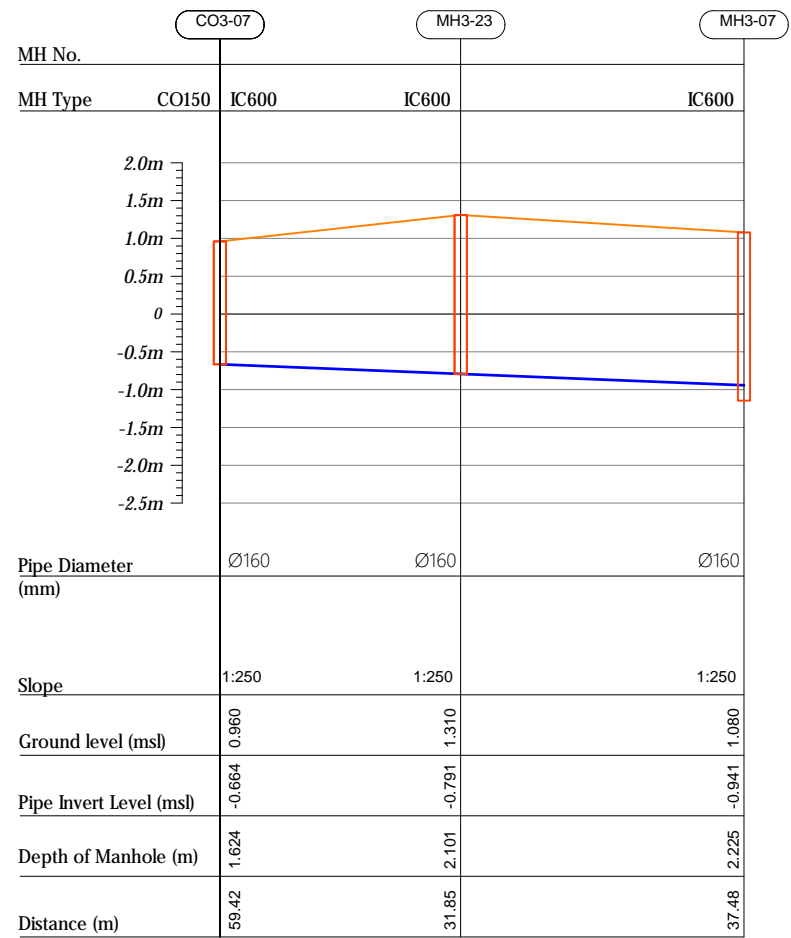 CO3-07 MH3-23 MH3-07
MH No.
MH Type CO150 IC600 IC600 IC600
2.0m
1.5m
1.0m
0.5m
0
-0.5m
-1.0m
-1.5m
-2.0m
-2.5m
Pipe Diameter Ø160 Ø160 Ø160
(mm)
Slope 1:250 1:250 1:250
Ground level (msl) 0.960 1.310 1.080
Pipe Invert Level (msl) -0.664 -0.791 -0.941
Depth of Manhole (m) 1.624 2.101 2.225
Distance (m) 59.42 31.85 37.48